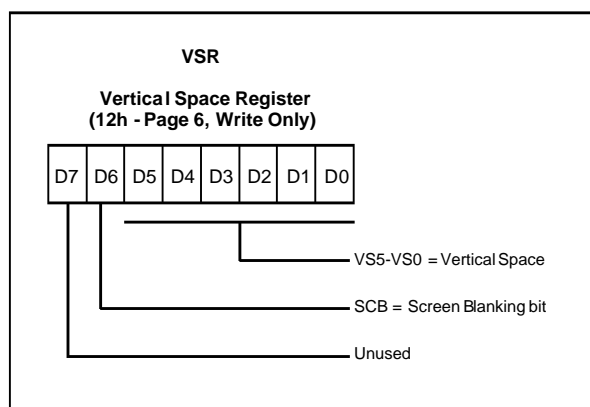 VSR
Vertical Space Register
(12h - Page 6, Write Only)
D7 D6 D5 D4 D3 D2 D1 D0
VS5-VS0 = Vertical Space
SCB = Screen Blanking bit
Unused